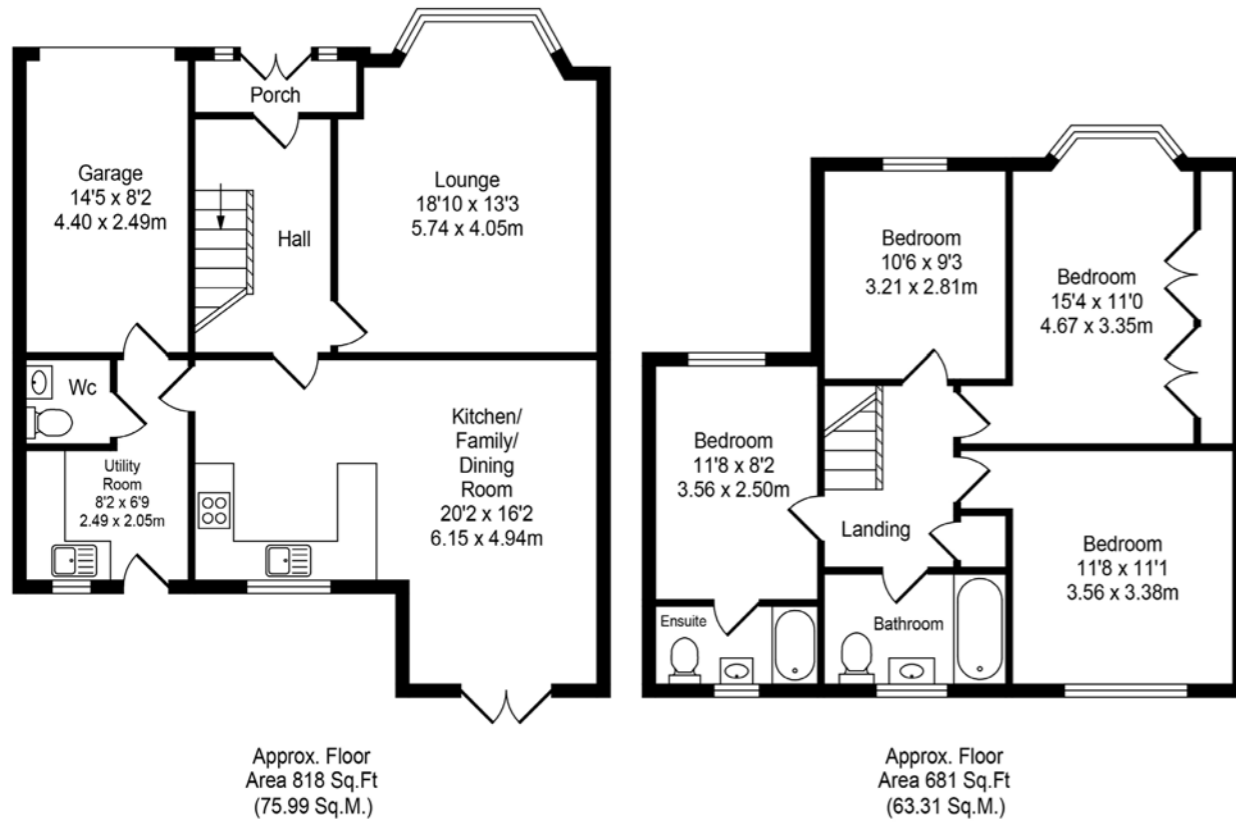 Porch
Garage
14'5 x 8'2
4.40 x 2.49m
Lounge
18'10 x 13'3
5.74 x 4.05m
Hall
Wc
Utility
Room
8'2 x 6'9
2.49 x 2.05m
Kitchen/
Family/
Dining
Room
20'2 x 16'2
6.15 x 4.94m
Approx. Floor
Area 818 Sq.Ft
(75.99 Sq.M.)
Bedroom
10'6 x 9'3
3.21 x 2.81m
Bedroom
15'4 x 11'0
4.67 x 3.35m
Bedroom
11'8 x 8'2
3.56 x 2.50m
Landing
Bedroom
11'8 x 11'1
3.56 x 3.38m
Ensuite
Bathroom
Approx. Floor
Area 681 Sq.Ft
(63.31 Sq.M.)